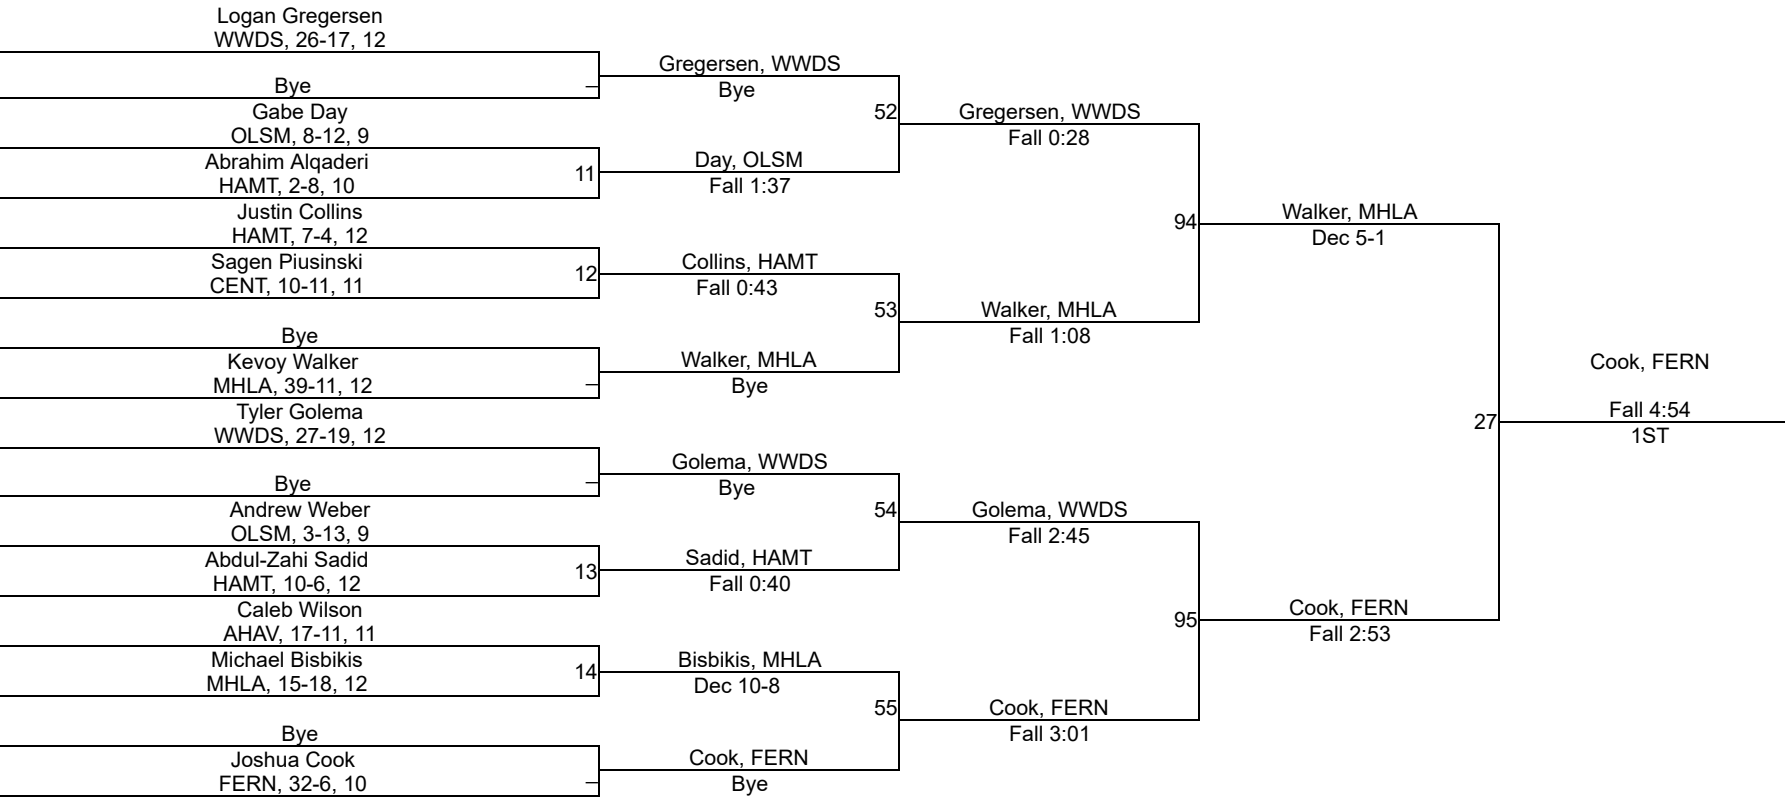 Logan Gregersen
WWDS, 26-17, 12
Bye
Gabe Day
OLSM, 8-12, 9
Abrahim Alqaderi
HAMT, 2-8, 10
11
Justin Collins
HAMT, 7-4, 12
Sagen Piusinski
CENT, 10-11, 11
12
Bye
Kevoy Walker
MHLA, 39-11, 12
Tyler Golema
WWDS, 27-19, 12
Bye
Andrew Weber
OLSM, 3-13, 9
Abdul-Zahi Sadid
HAMT, 10-6, 12
13
Caleb Wilson
AHAV, 17-11, 11
Michael Bisbikis
MHLA, 15-18, 12
14
Bye
Joshua Cook
FERN, 32-6, 10
Gregersen, WWDS
Bye
52
Day, OLSM
Fall 1:37
Collins, HAMT
Fall 0:43
53
Walker, MHLA
Bye
Golema, WWDS
Bye
54
Sadid, HAMT
Fall 0:40
Bisbikis, MHLA
Dec 10-8
55
Cook, FERN
Bye
Gregersen, WWDS
Fall 0:28
94
Walker, MHLA
Fall 1:08
Golema, WWDS
Fall 2:45
95
Cook, FERN
Fall 3:01
Walker, MHLA
Dec 5-1
27
Cook, FERN
Fall 2:53
Cook, FERN
Fall 4:54
1ST